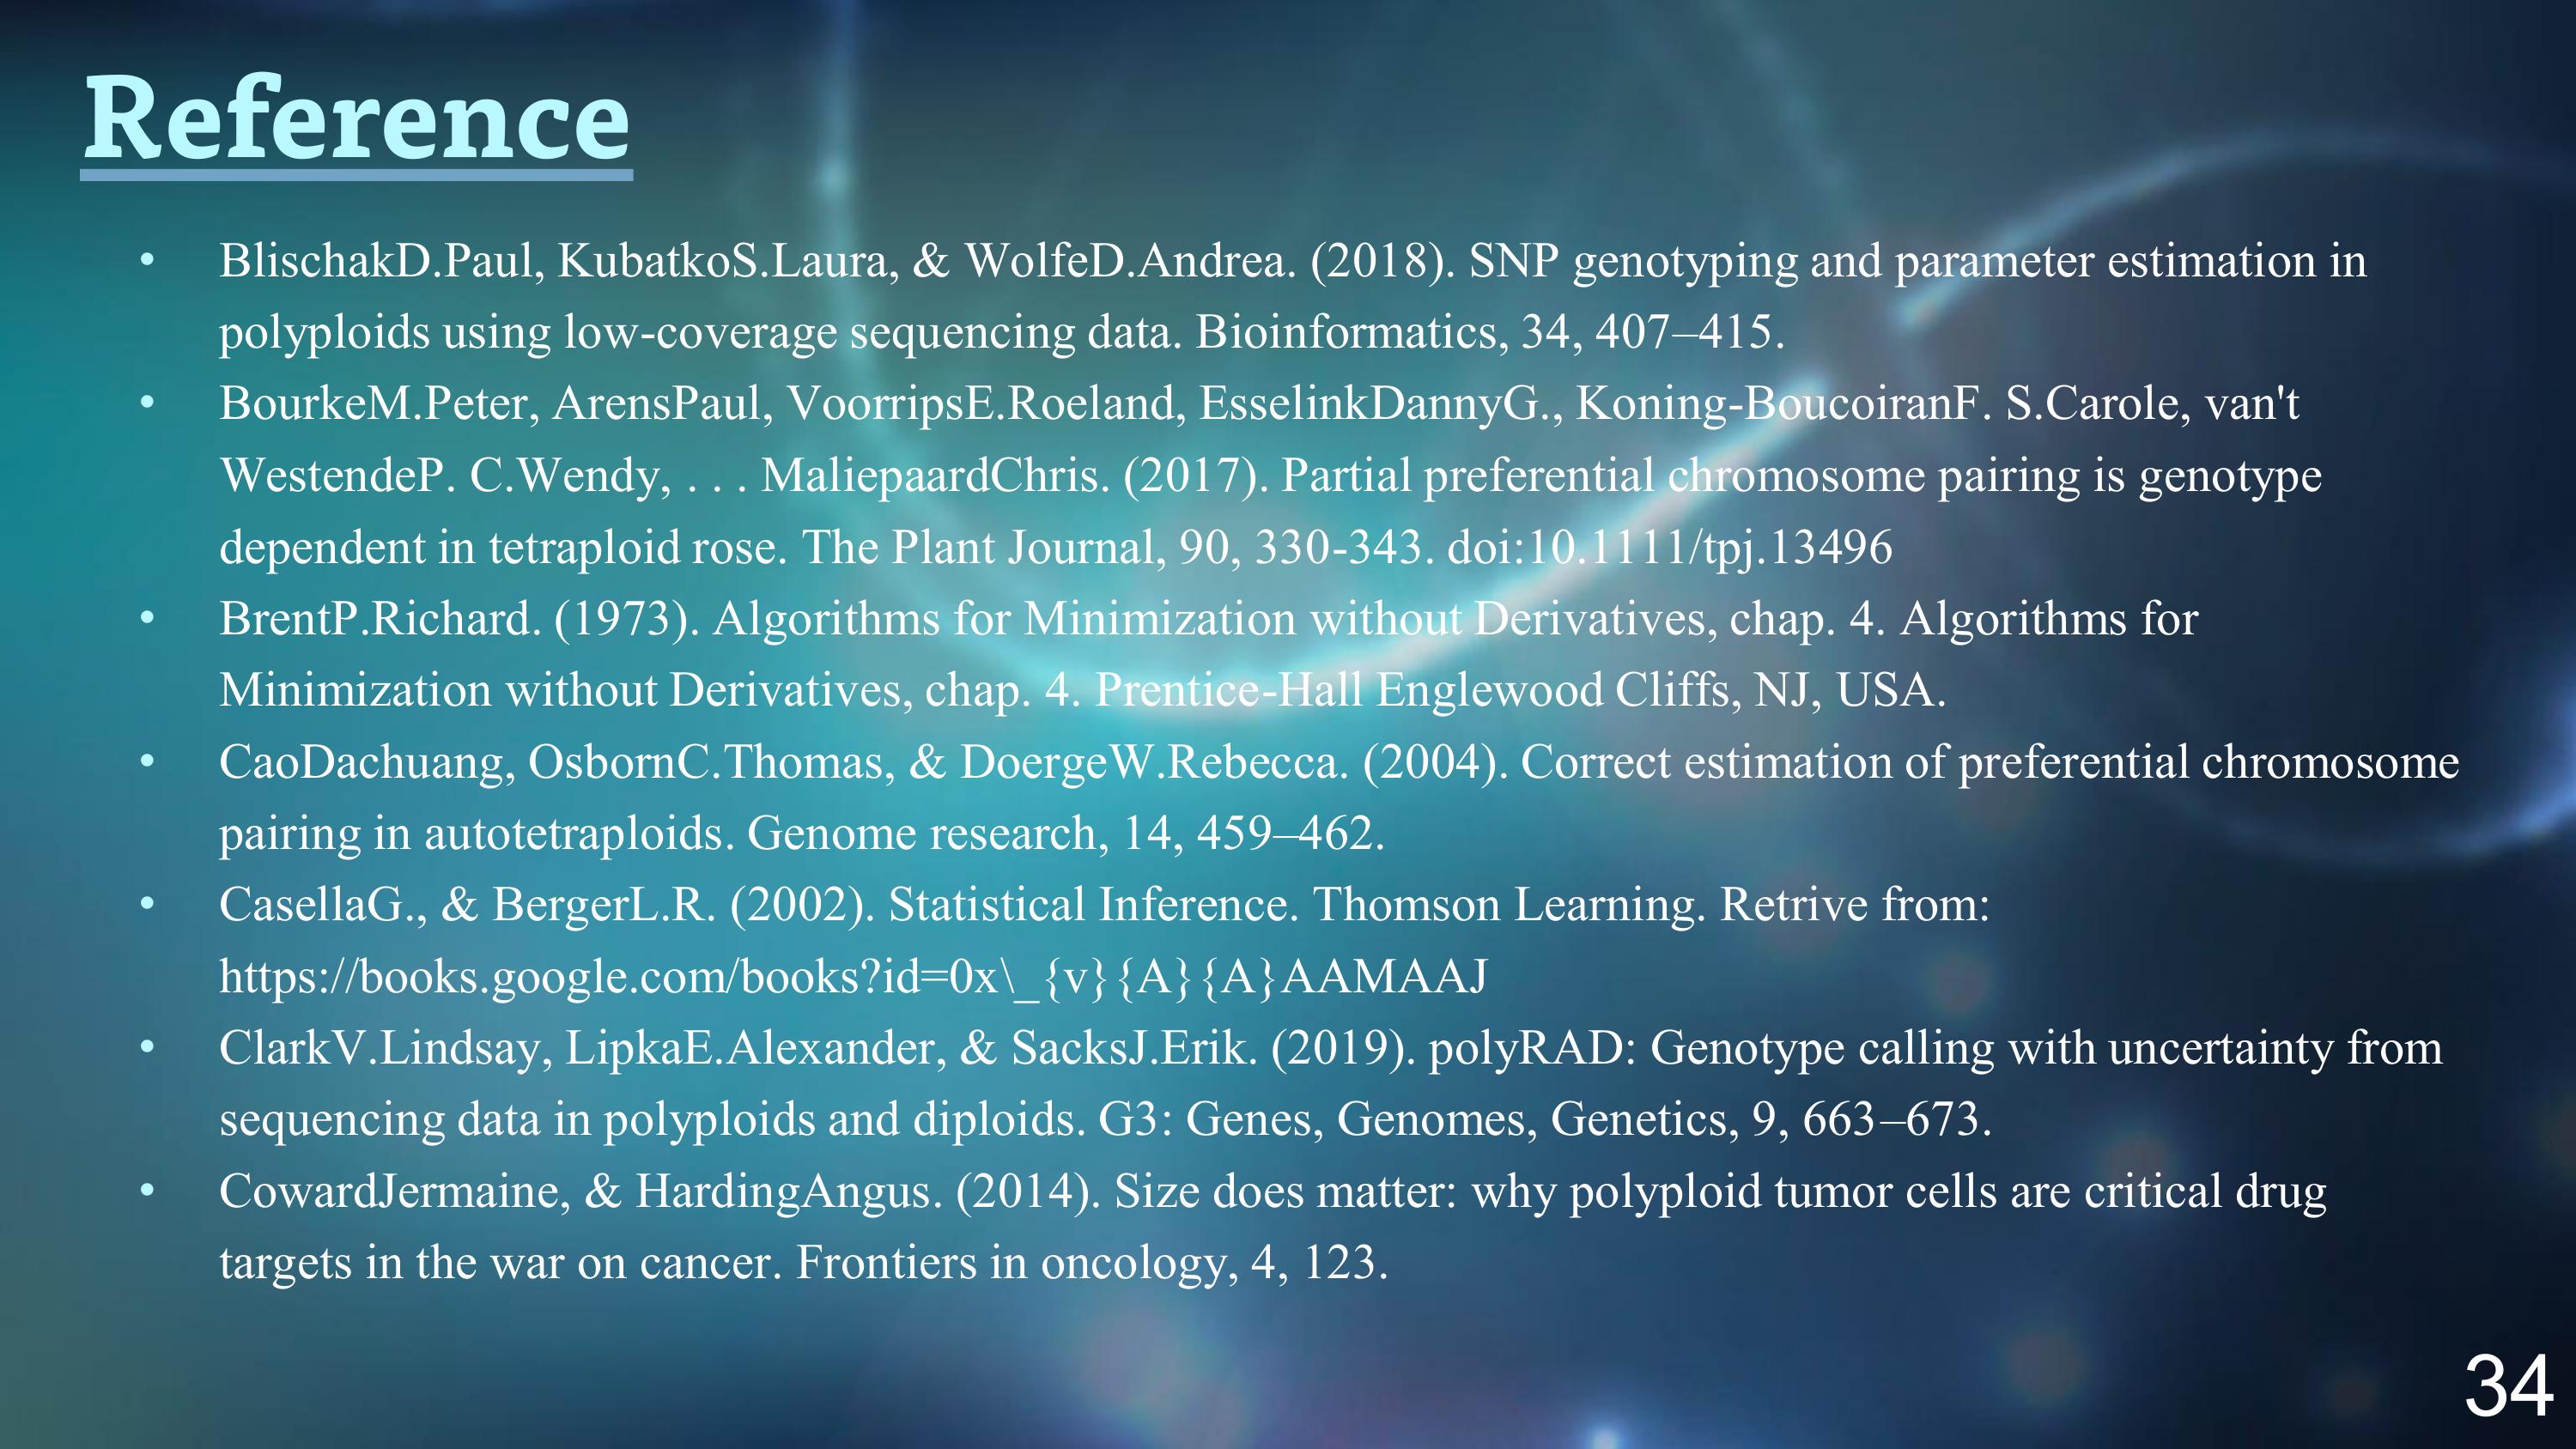 Reference
• BlischakD.Paul, KubatkoS.Laura, & WolfeD.Andrea. (2018). SNP genotyping and parameter estimation in
polyploids using low-coverage sequencing data. Bioinformatics, 34, 407–415.
• BourkeM.Peter, ArensPaul, VoorripsE.Roeland, EsselinkDannyG., Koning-BoucoiranF. S.Carole, van't
WestendeP. C.Wendy, . . . MaliepaardChris. (2017). Partial preferential chromosome pairing is genotype
dependent in tetraploid rose. The Plant Journal, 90, 330-343. doi:10.1111/tpj.13496
• BrentP.Richard. (1973). Algorithms for Minimization without Derivatives, chap. 4. Algorithms for
Minimization without Derivatives, chap. 4. Prentice-Hall Englewood Cliffs, NJ, USA.
• CaoDachuang, OsbornC.Thomas, & DoergeW.Rebecca. (2004). Correct estimation of preferential chromosome
pairing in autotetraploids. Genome research, 14, 459–462.
• CasellaG., & BergerL.R. (2002). Statistical Inference. Thomson Learning. Retrive from:
https://books.google.com/books?id=0x\_{v}{A}{A}AAMAAJ
• ClarkV.Lindsay, LipkaE.Alexander, & SacksJ.Erik. (2019). polyRAD: Genotype calling with uncertainty from
sequencing data in polyploids and diploids. G3: Genes, Genomes, Genetics, 9, 663–673.
• CowardJermaine, & HardingAngus. (2014). Size does matter: why polyploid tumor cells are critical drug
targets in the war on cancer. Frontiers in oncology, 4, 123.
34